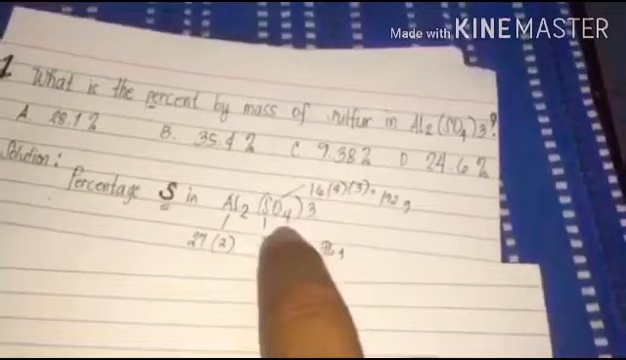 Made with KINEMASTER
1 What is the percent by mass of sulfur in Al2(SO4)3?
A. 28.1% B. 35.4% C. 9.38% D 24.6%
Solution:
Percentage S in Al2(SO4)3 16(4)(3)= 192 g
27(2)